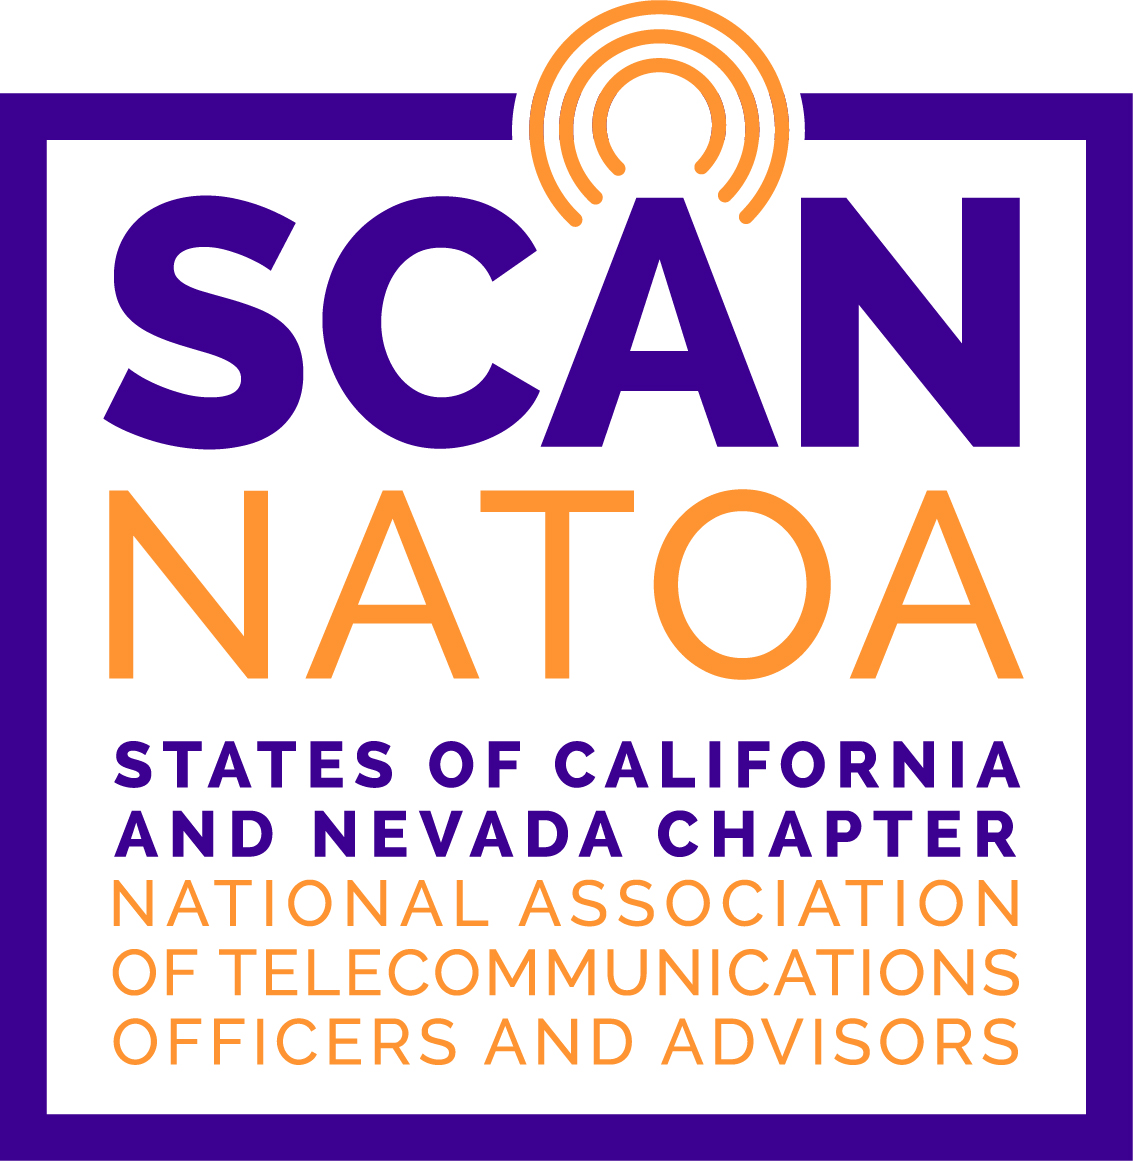 SCAN
NATOA
STATES OF CALIFORNIA
AND NEVADA CHAPTER
NATIONAL ASSOCIATION
OF TELECOMMUNICATIONS
OFFICERS AND ADVISORS